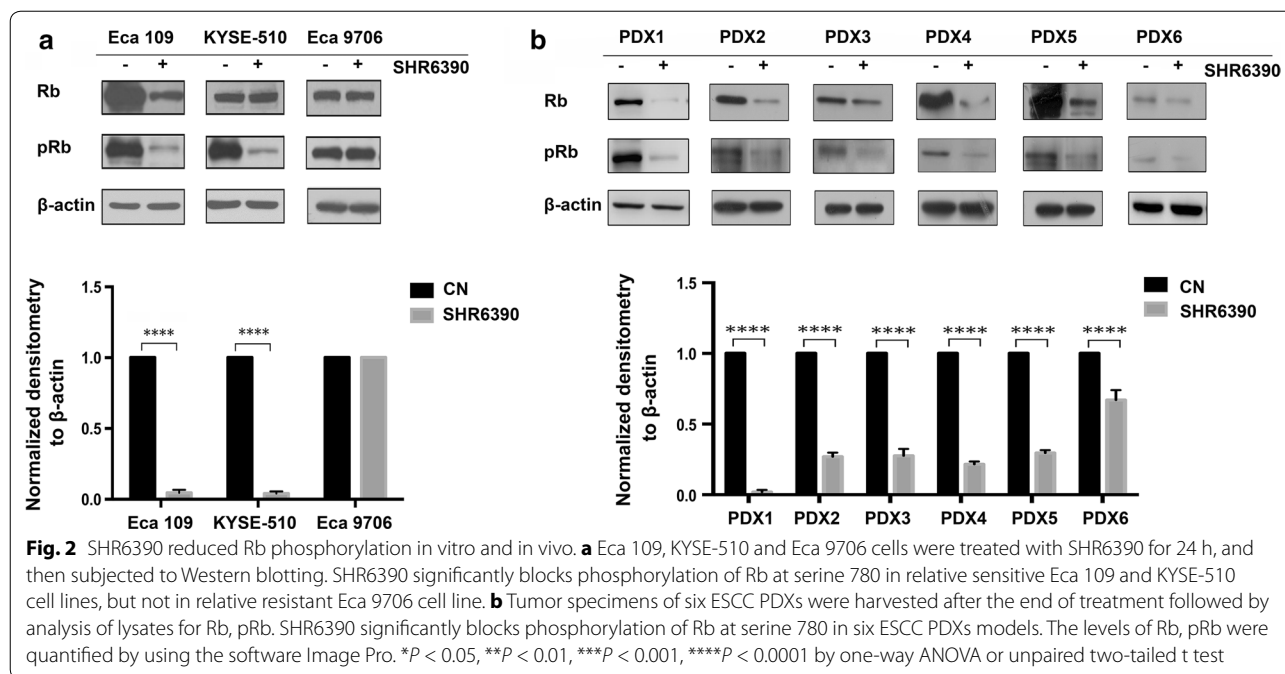 a
Eca 109 KYSE-510 Eca 9706
- + - + - + SHR6390
Rb
pRb
β-actin
Normalized densitometry
to β-actin
1.5
1.0
0.5
0.0
**** ****
CN
SHR6390
Eca 109 KYSE-510 Eca 9706
b
PDX1 PDX2 PDX3 PDX4 PDX5 PDX6
- + - + - + - + - + - + SHR6390
Rb
pRb
β-actin
Normalized densitometry
to β-actin
1.5
1.0
0.5
0.0
**** **** **** **** **** ****
CN
SHR6390
PDX1 PDX2 PDX3 PDX4 PDX5 PDX6
Fig. 2 SHR6390 reduced Rb phosphorylation in vitro and in vivo. a Eca 109, KYSE-510 and Eca 9706 cells were treated with SHR6390 for 24 h, and
then subjected to Western blotting. SHR6390 significantly blocks phosphorylation of Rb at serine 780 in relative sensitive Eca 109 and KYSE-510
cell lines, but not in relative resistant Eca 9706 cell line. b Tumor specimens of six ESCC PDXs were harvested after the end of treatment followed by
analysis of lysates for Rb, pRb. SHR6390 significantly blocks phosphorylation of Rb at serine 780 in six ESCC PDXs models. The levels of Rb, pRb were
quantified by using the software Image Pro. *P < 0.05, **P < 0.01, ***P < 0.001, ****P < 0.0001 by one-way ANOVA or unpaired two-tailed t test